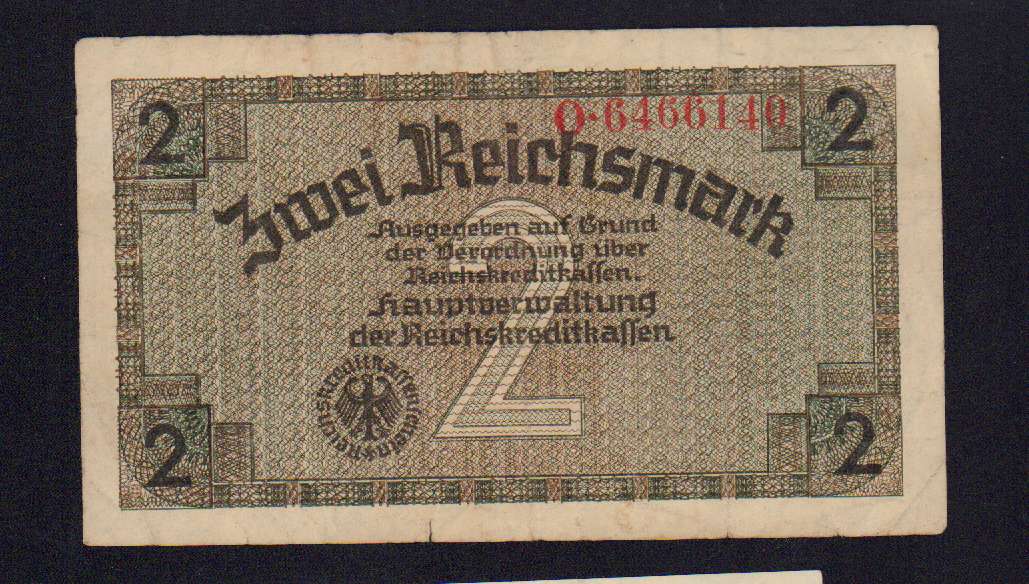 2
2
O·6466140
Zwei Reichsmark
Ausgegeben auf Grund
der Verordnung über
Reichskreditkaſſen.
Hauptverwaltung
der Reichskreditkaſſen
2
2
2